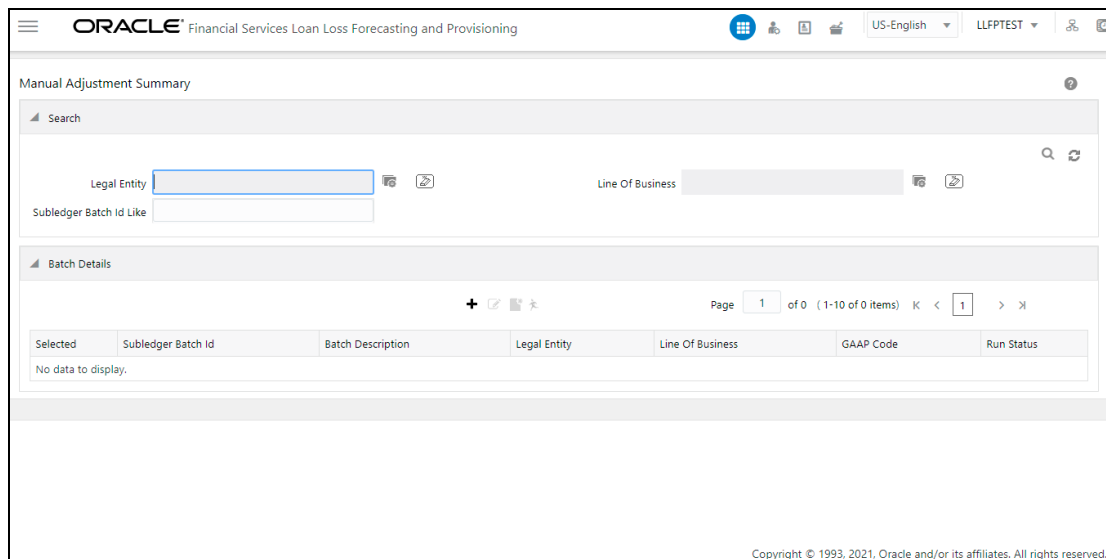 ORACLE® Financial Services Loan Loss Forecasting and Provisioning
US-English
LLFPTEST
Manual Adjustment Summary
Search
Legal Entity
Line Of Business
Subledger Batch Id Like
Batch Details
Page 1 of 0 (1-10 of 0 items) 1
Selected Subledger Batch Id Batch Description Legal Entity Line Of Business GAAP Code Run Status
No data to display.
Copyright © 1993, 2021, Oracle and/or its affiliates. All rights reserved.